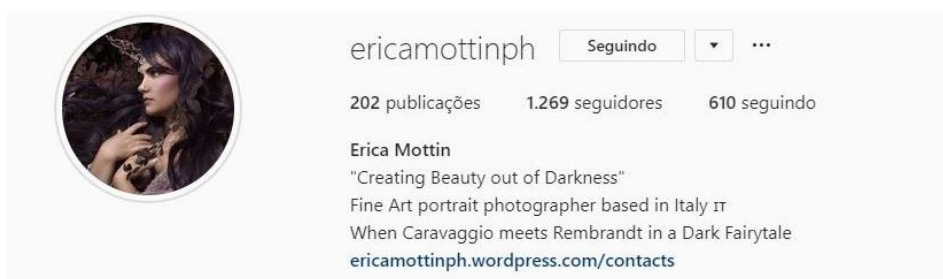 ericamottinph Seguindo
202 publicações 1.269 seguidores 610 seguindo
Erica Mottin
"Creating Beauty out of Darkness"
Fine Art portrait photographer based in Italy IT
When Caravaggio meets Rembrandt in a Dark Fairytale
ericamottinph.wordpress.com/contacts